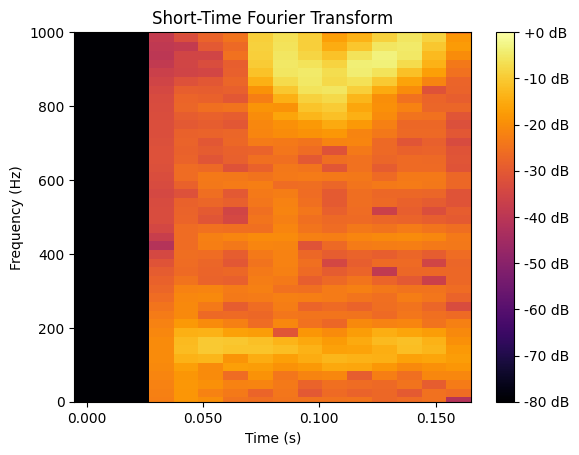 Short-Time Fourier Transform
1000
800
600
400
200
0
Frequency (Hz)
0.000
0.050
0.100
0.150
Time (s)
+0 dB
-10 dB
-20 dB
-30 dB
-40 dB
-50 dB
-60 dB
-70 dB
-80 dB